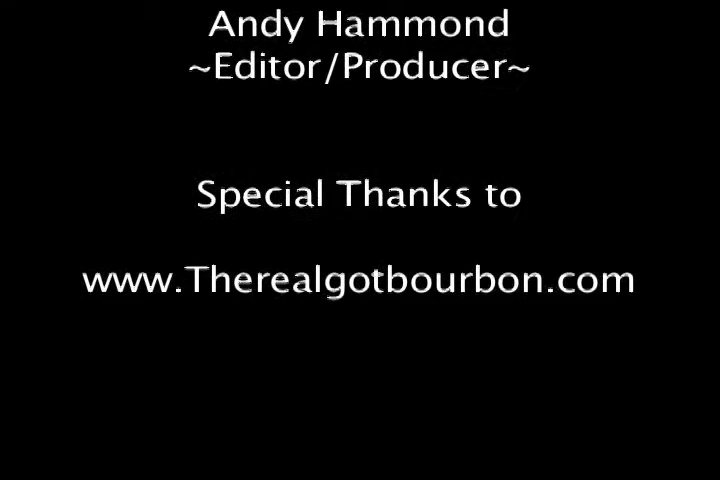 Andy Hammond
~Editor/Producer~
Special Thanks to
www.Therealgotbourbon.com